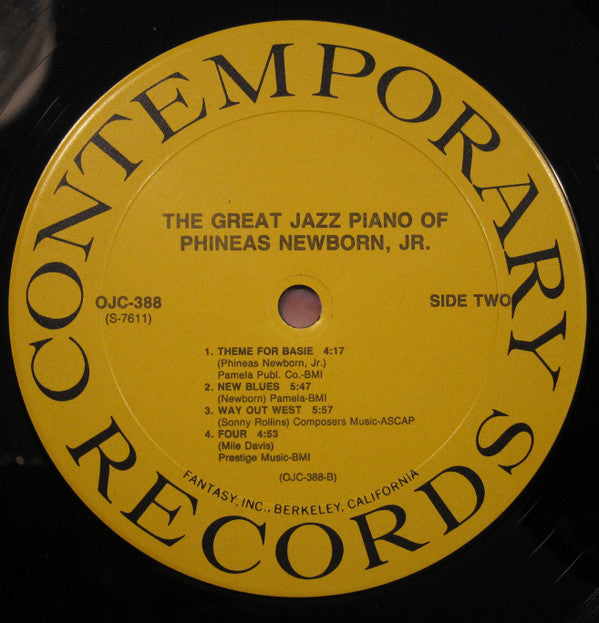 CONTEMPORARY
RECORDS
THE GREAT JAZZ PIANO OF
PHINEAS NEWBORN, JR.
OJC-388
(S-7611)
SIDE TWO
1. THEME FOR BASIE 4:17
(Phineas Newborn, Jr.)
Pamela Publ. Co.-BMI
2. NEW BLUES 5:47
(Newborn) Pamela-BMI
3. WAY OUT WEST 5:57
(Sonny Rollins) Composers Music-ASCAP
4. FOUR 4:53
(Mile Davis)
Prestige Music-BMI
(OJC-388-B)
FANTASY, INC., BERKELEY, CALIFORNIA